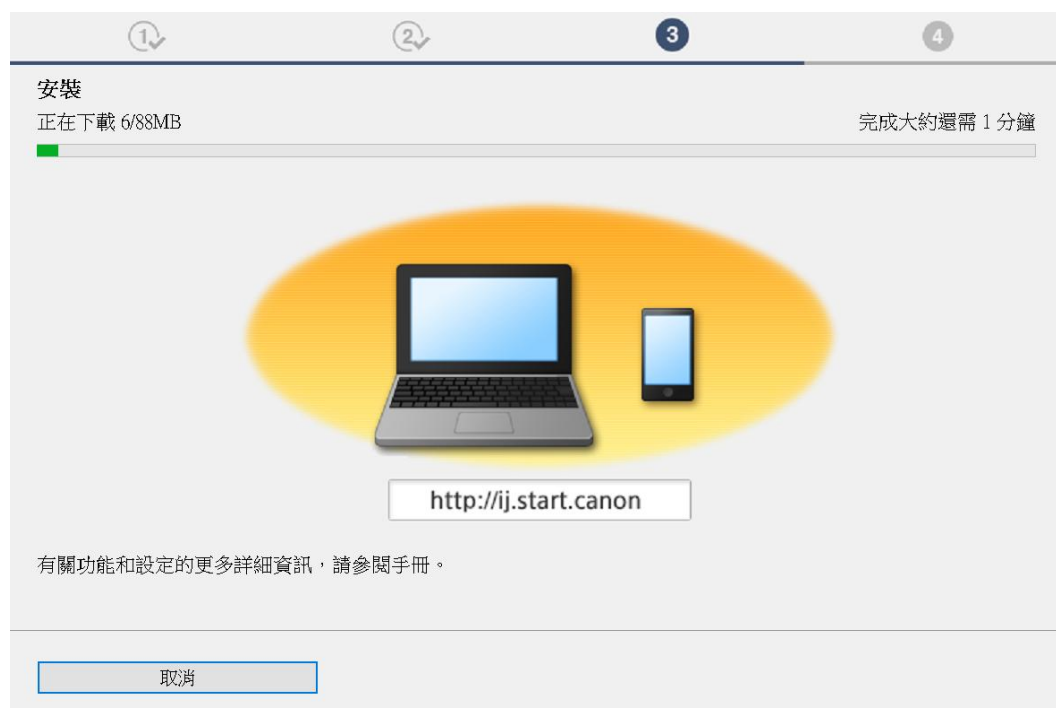 1 2 3 4
安裝
正在下載 6/88MB 完成大約還需 1 分鐘
http://ij.start.canon
有關功能和設定的更多詳細資訊，請參閱手冊。
取消